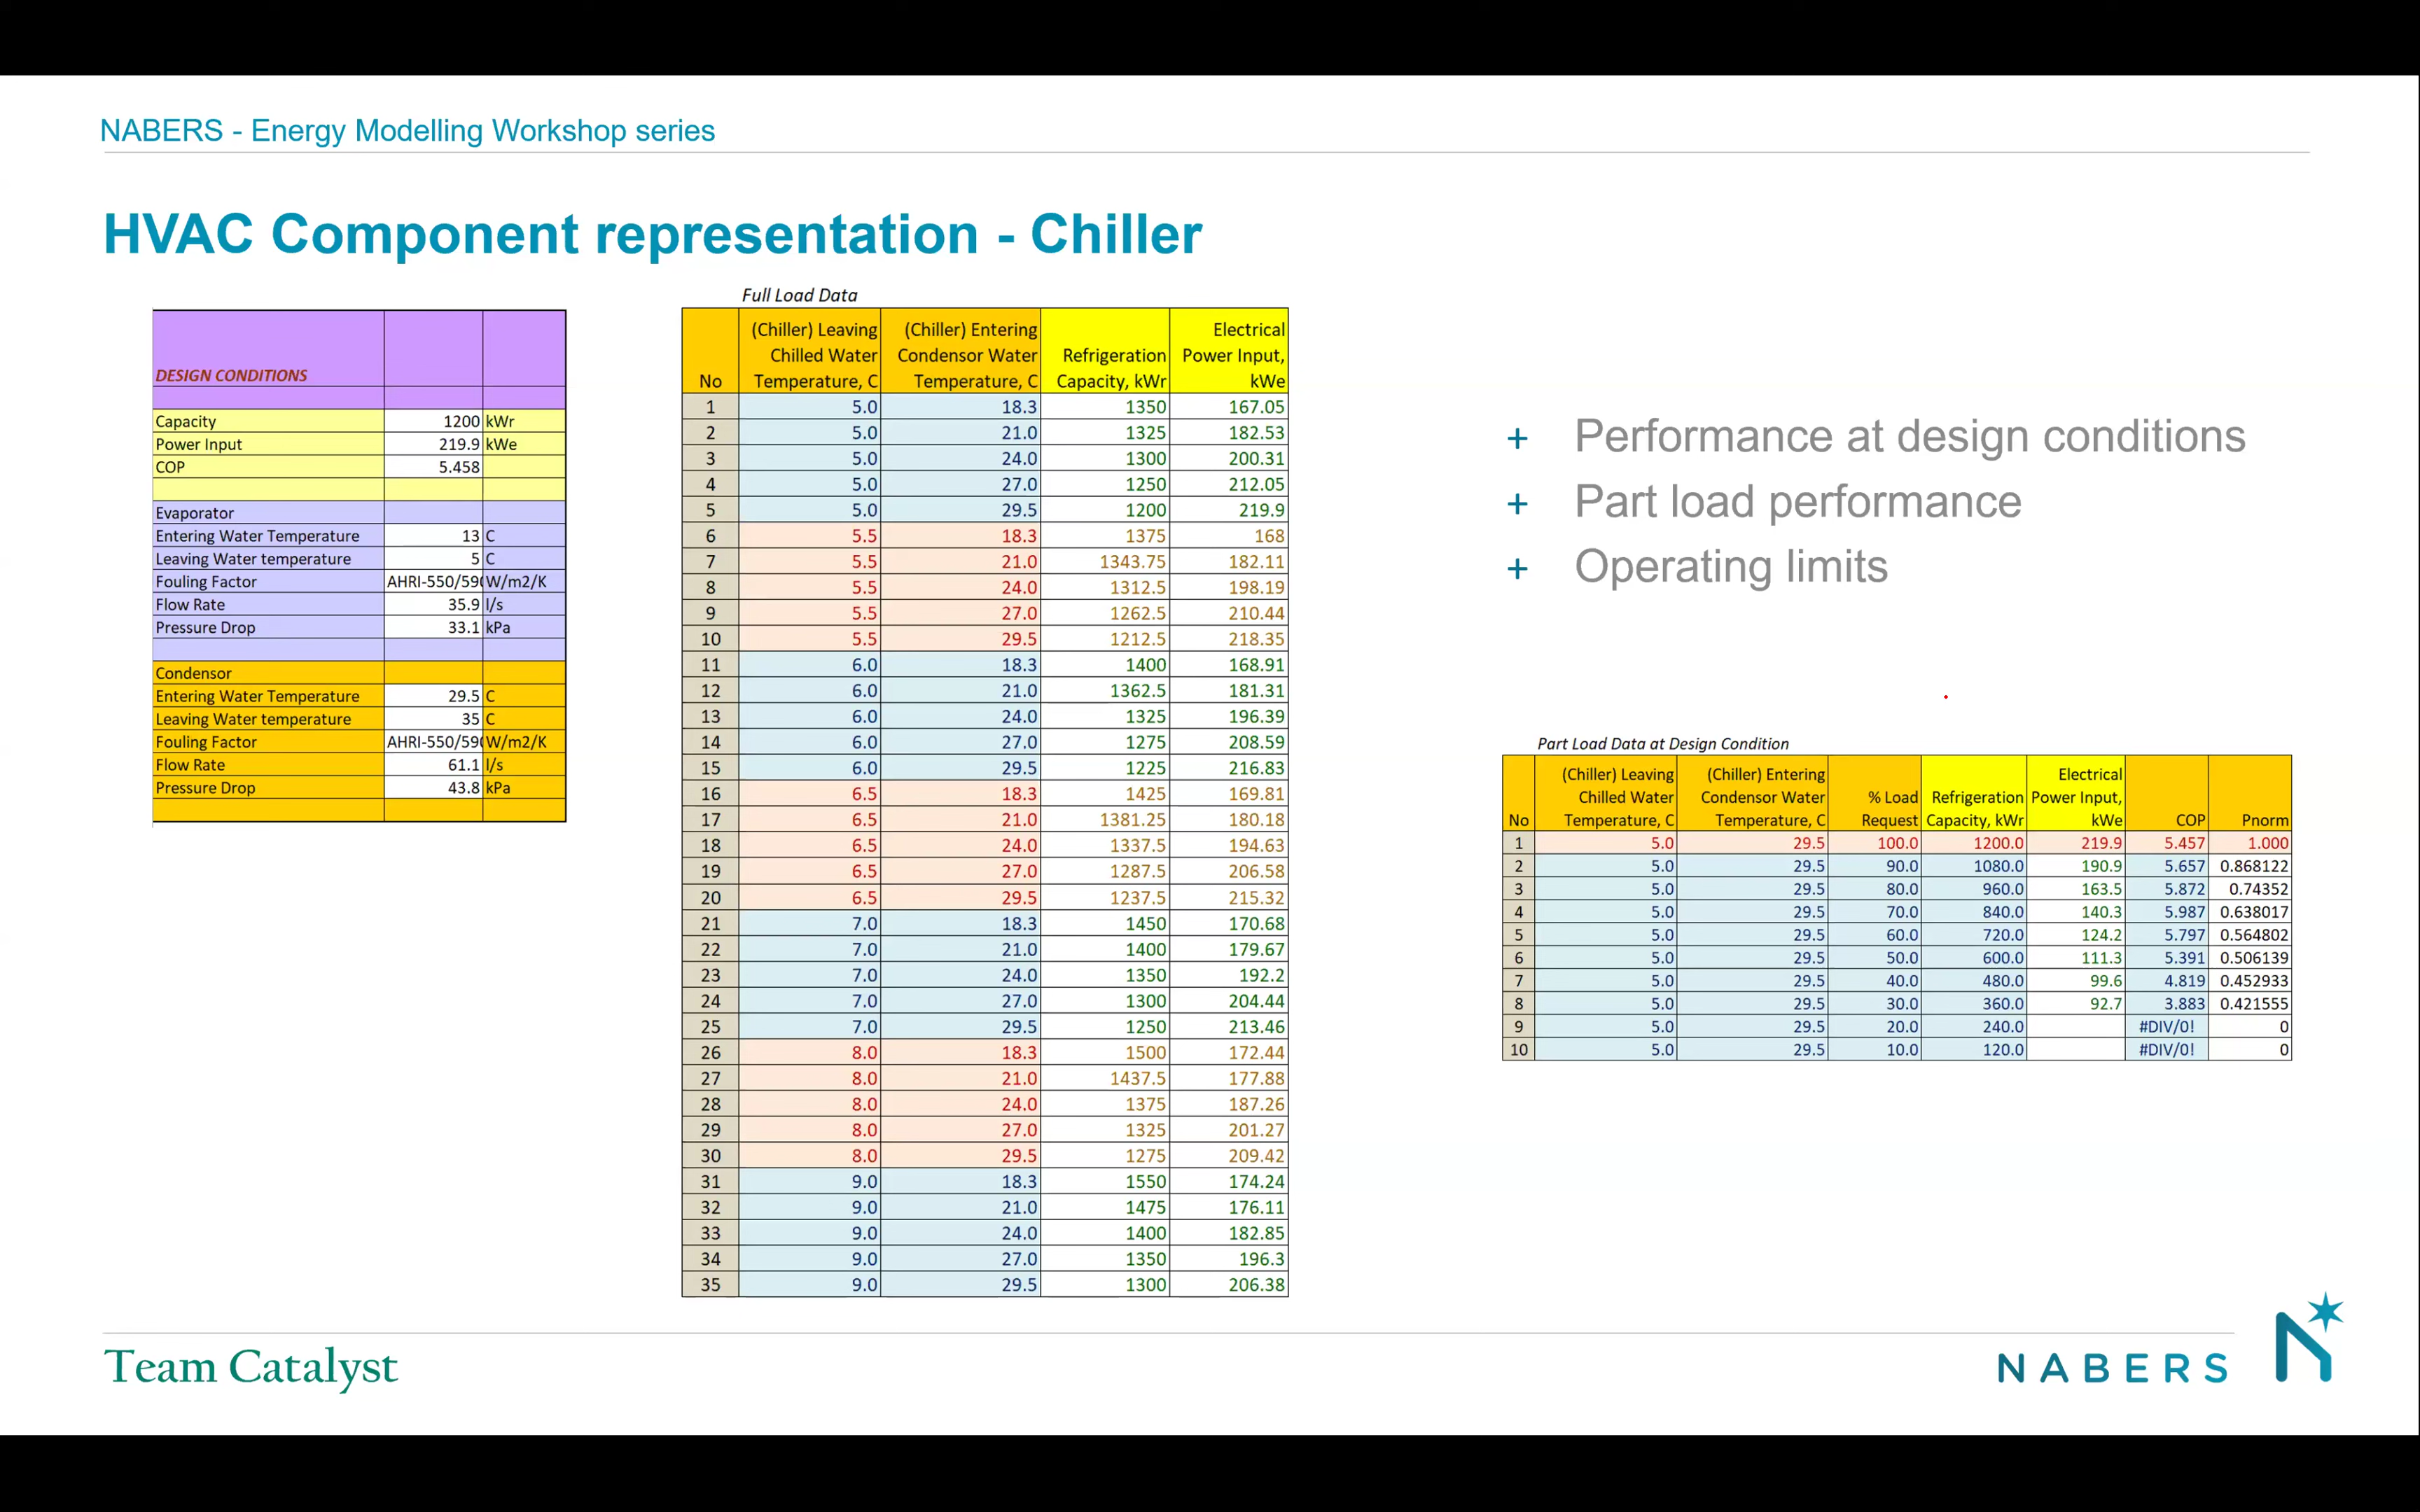 NABERS - Energy Modelling Workshop series
HVAC Component representation - Chiller
DESIGN CONDITIONS
Capacity 1200 kWr
Power Input 219.9 kWe
COP 5.458
Evaporator
Entering Water Temperature 13 C
Leaving Water temperature 5 C
Fouling Factor AHRI-550/590 W/m2/K
Flow Rate 35.9 l/s
Pressure Drop 33.1 kPa
Condensor
Entering Water Temperature 29.5 C
Leaving Water temperature 35 C
Fouling Factor AHRI-550/590 W/m2/K
Flow Rate 61.1 l/s
Pressure Drop 43.8 kPa
Full Load Data
No (Chiller) Leaving Chilled Water Temperature, C (Chiller) Entering Condensor Water Temperature, C Refrigeration Capacity, kWr Electrical Power Input, kWe
1 5.0 18.3 1350 167.05
2 5.0 21.0 1325 182.53
3 5.0 24.0 1300 200.31
4 5.0 27.0 1250 212.05
5 5.0 29.5 1200 219.9
6 5.5 18.3 1375 168
7 5.5 21.0 1343.75 182.11
8 5.5 24.0 1312.5 198.19
9 5.5 27.0 1262.5 210.44
10 5.5 29.5 1212.5 218.35
11 6.0 18.3 1400 168.91
12 6.0 21.0 1362.5 181.31
13 6.0 24.0 1325 196.39
14 6.0 27.0 1275 208.59
15 6.0 29.5 1225 216.83
16 6.5 18.3 1425 169.81
17 6.5 21.0 1381.25 180.18
18 6.5 24.0 1337.5 194.63
19 6.5 27.0 1287.5 206.58
20 6.5 29.5 1237.5 215.32
21 7.0 18.3 1450 170.68
22 7.0 21.0 1400 179.67
23 7.0 24.0 1350 192.2
24 7.0 27.0 1300 204.44
25 7.0 29.5 1250 213.46
26 8.0 18.3 1500 172.44
27 8.0 21.0 1437.5 177.88
28 8.0 24.0 1375 187.26
29 8.0 27.0 1325 201.27
30 8.0 29.5 1275 209.42
31 9.0 18.3 1550 174.24
32 9.0 21.0 1475 176.11
33 9.0 24.0 1400 182.85
34 9.0 27.0 1350 196.3
35 9.0 29.5 1300 206.38
+ Performance at design conditions
+ Part load performance
+ Operating limits
Part Load Data at Design Condition
No (Chiller) Leaving Chilled Water Temperature, C (Chiller) Entering Condensor Water Temperature, C % Load Request Refrigeration Capacity, kWr Electrical Power Input, kWe COP Pnorm
1 5.0 29.5 100.0 1200.0 219.9 5.457 1.000
2 5.0 29.5 90.0 1080.0 190.9 5.657 0.868122
3 5.0 29.5 80.0 960.0 163.5 5.872 0.74352
4 5.0 29.5 70.0 840.0 140.3 5.987 0.638017
5 5.0 29.5 60.0 720.0 124.2 5.797 0.564802
6 5.0 29.5 50.0 600.0 111.3 5.391 0.506139
7 5.0 29.5 40.0 480.0 99.6 4.819 0.452933
8 5.0 29.5 30.0 360.0 92.7 3.883 0.421555
9 5.0 29.5 20.0 240.0 #DIV/0! 0
10 5.0 29.5 10.0 120.0 #DIV/0! 0
Team Catalyst
NABERS